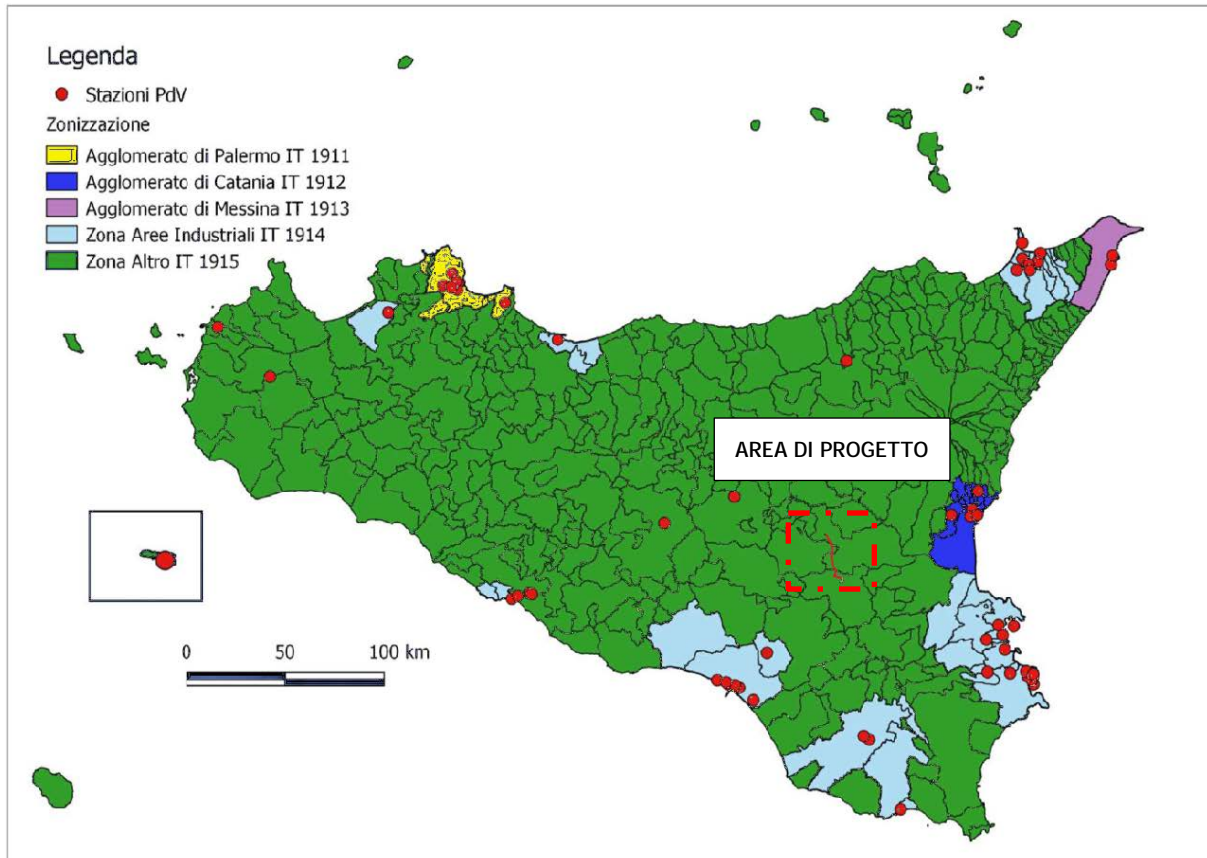 Legenda
Stazioni PdV
Zonizzazione
Agglomerato di Palermo IT 1911
Agglomerato di Catania IT 1912
Agglomerato di Messina IT 1913
Zona Aree Industriali IT 1914
Zona Altro IT 1915
AREA DI PROGETTO
0 50 100 km